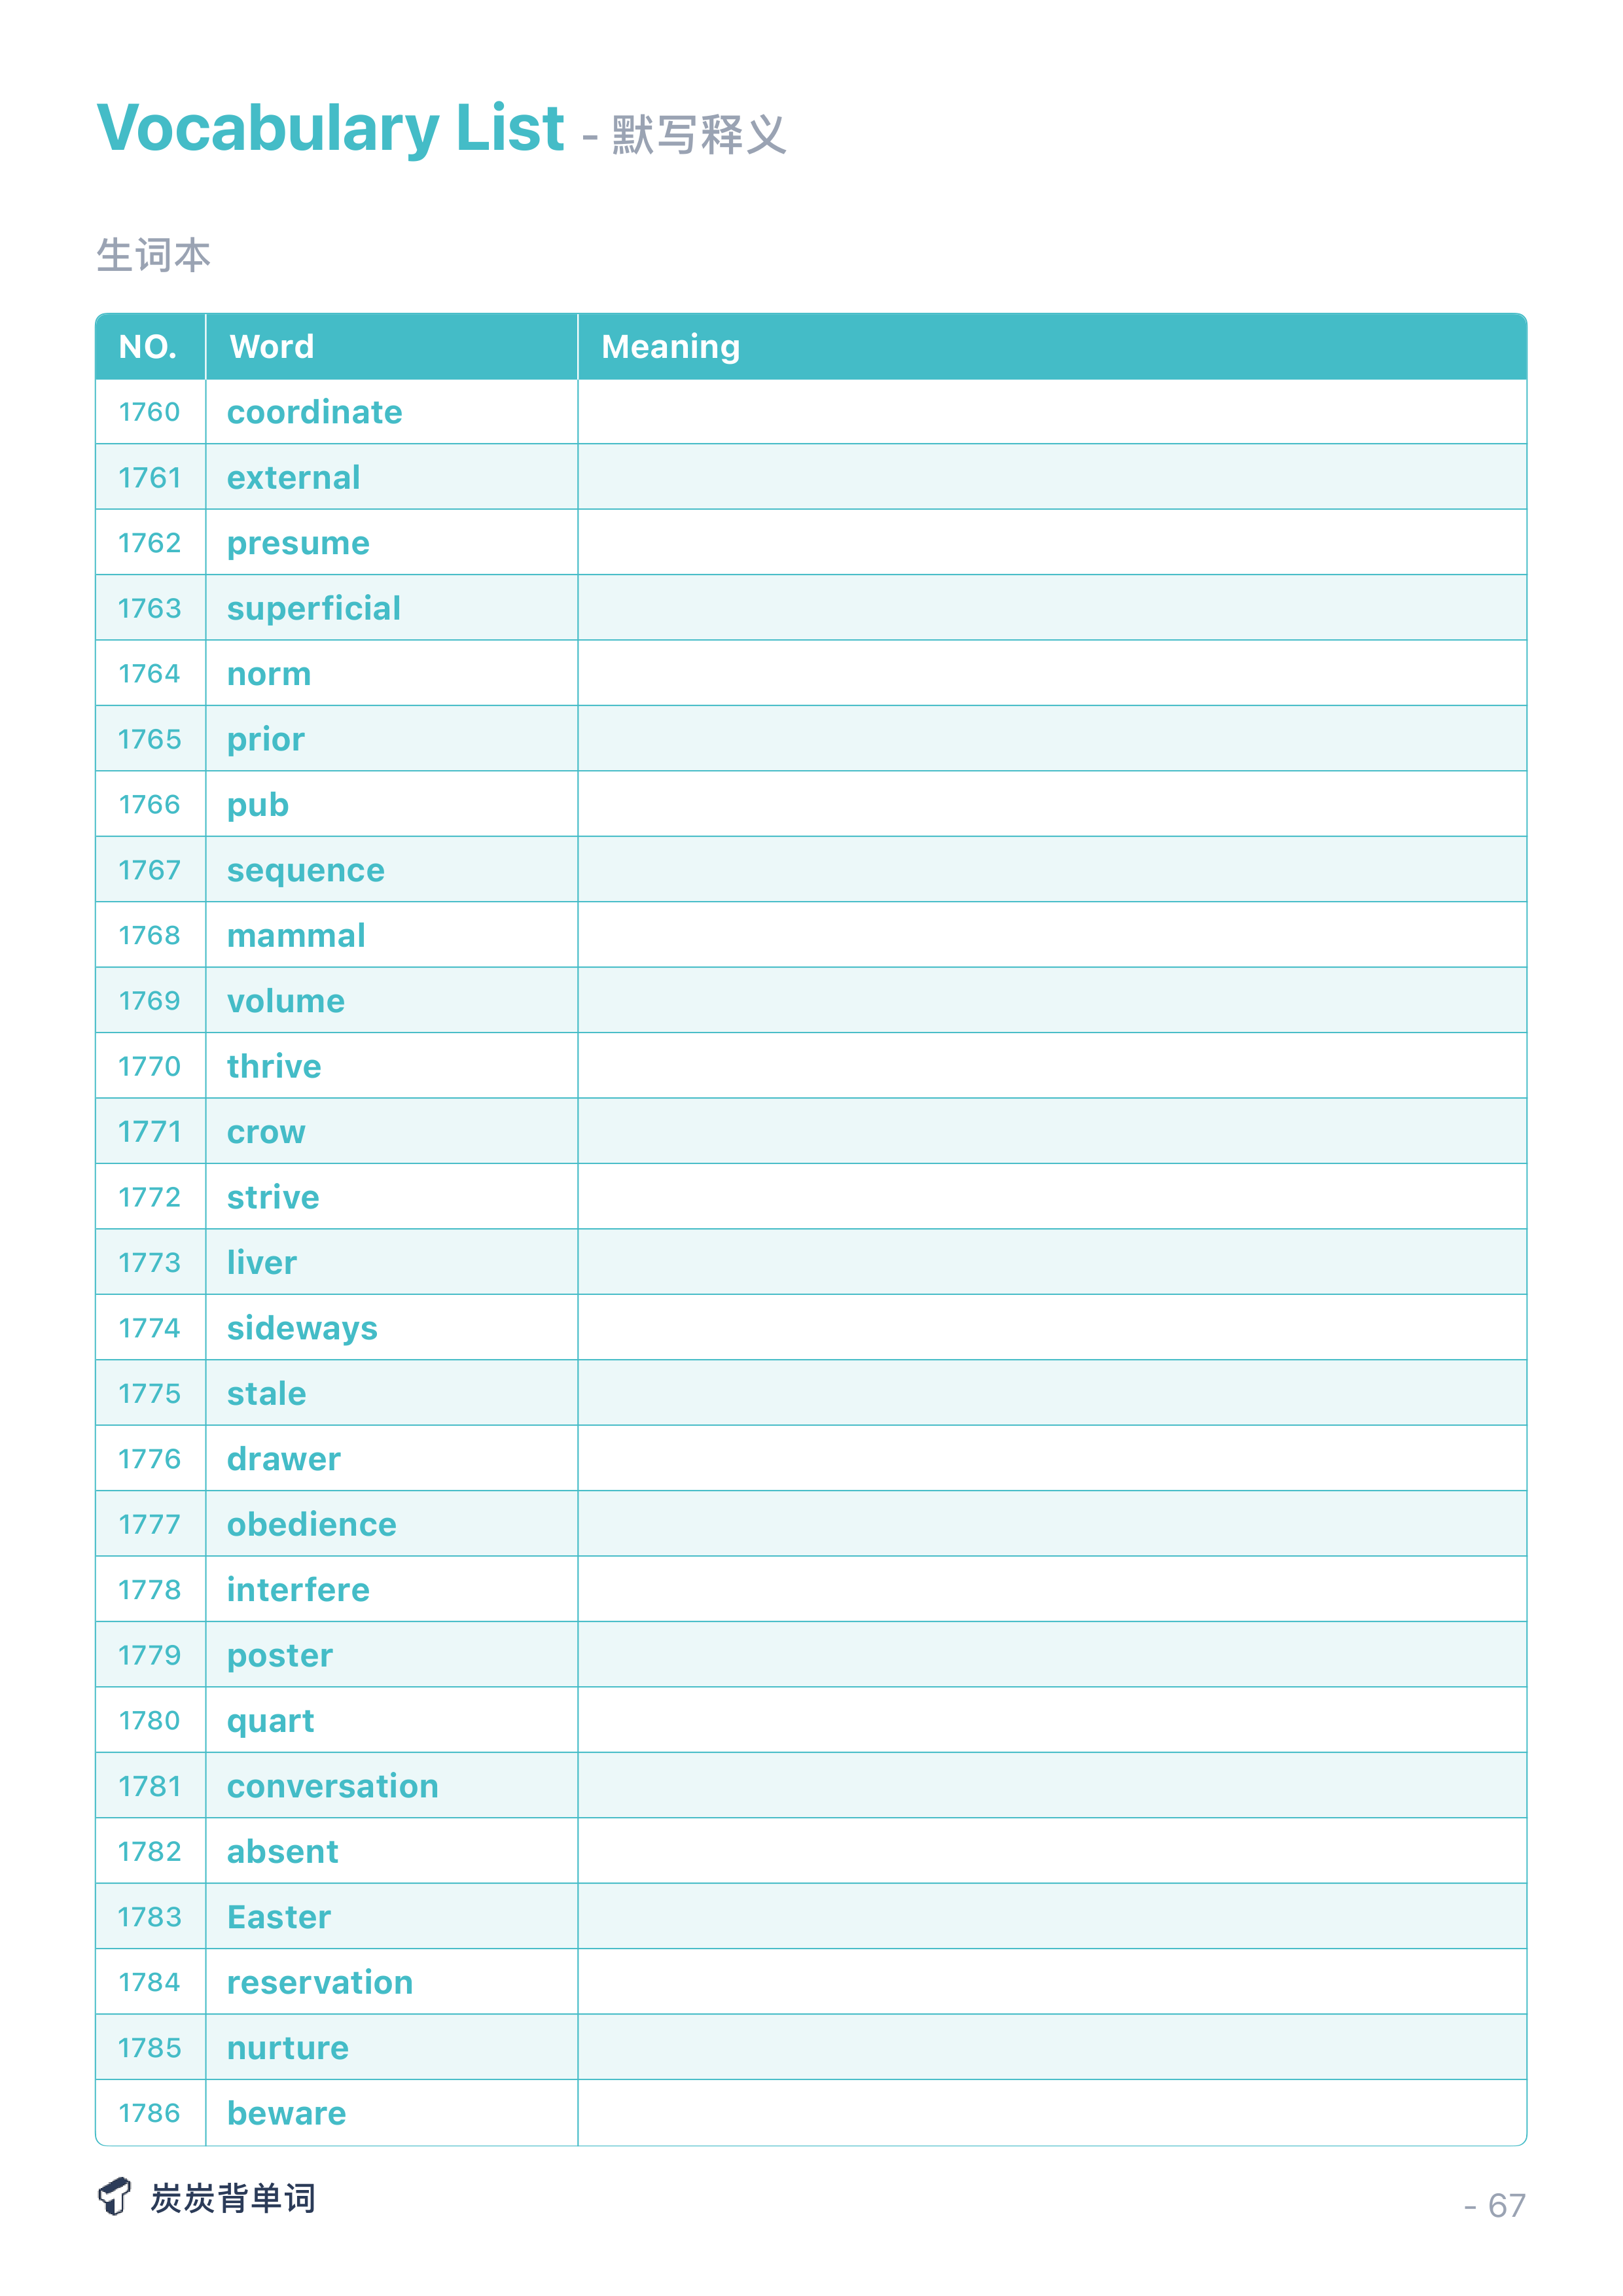 Vocabulary List - 默写释义
生词本
NO. Word Meaning
1760 coordinate
1761 external
1762 presume
1763 superficial
1764 norm
1765 prior
1766 pub
1767 sequence
1768 mammal
1769 volume
1770 thrive
1771 crow
1772 strive
1773 liver
1774 sideways
1775 stale
1776 drawer
1777 obedience
1778 interfere
1779 poster
1780 quart
1781 conversation
1782 absent
1783 Easter
1784 reservation
1785 nurture
1786 beware
炭炭背单词
- 67